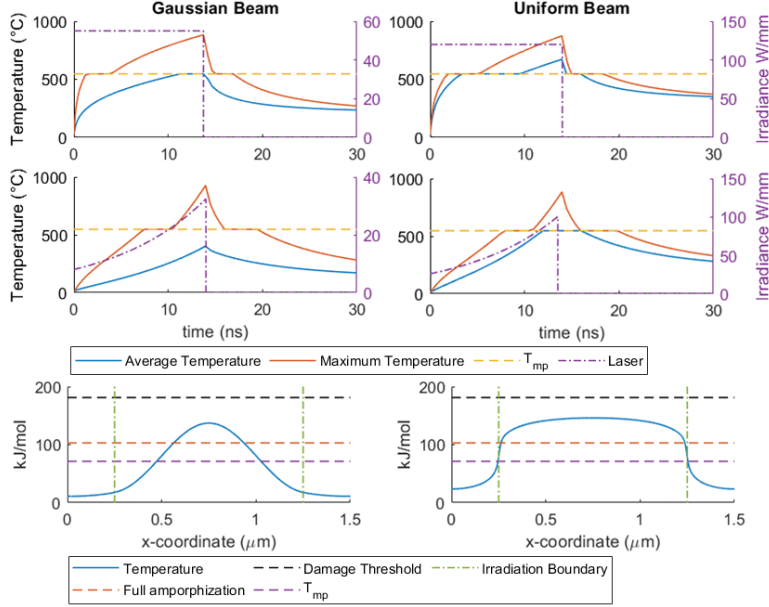 Gaussian Beam
Uniform Beam
Temperature (°C)
1000
500
0
0 10 20 30
60
40
20
0
Temperature (°C)
1000
500
0
0 10 20 30
150
100
50
0
Irradiance W/mm
Temperature (°C)
1000
500
0
0 10 20 30
time (ns)
40
20
0
Temperature (°C)
1000
500
0
0 10 20 30
time (ns)
150
100
50
0
Irradiance W/mm
Average Temperature Maximum Temperature T_mp Laser
kJ/mol
200
100
0
0 0.5 1 1.5
x-coordinate (μm)
kJ/mol
200
100
0
0 0.5 1 1.5
x-coordinate (μm)
Temperature Damage Threshold Irradiation Boundary
Full amporphization T_mp